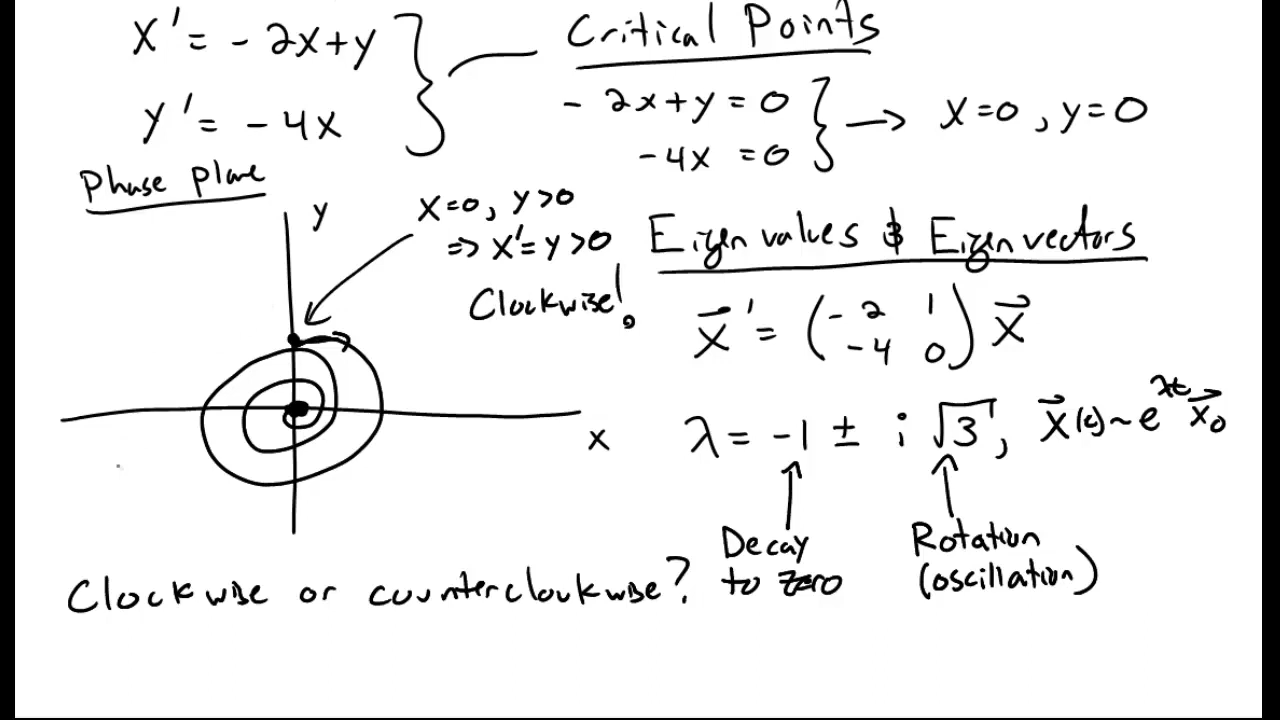 x' = - 2x+y
y' = - 4x
Critical Points
- 2x+y = 0
-4x = 0
→ x=0, y=0
Phase plane
y
x
x=0, y>0
⇒ x'=y>0
Clockwise!
Eigenvalues & Eigenvectors
x⃗' = (-2 1
-4 0) x⃗
λ = -1 ± i √3, x⃗(t)~e^λt x⃗₀
Decay
to zero
Rotation
(oscillation)
Clockwise or counterclockwise?